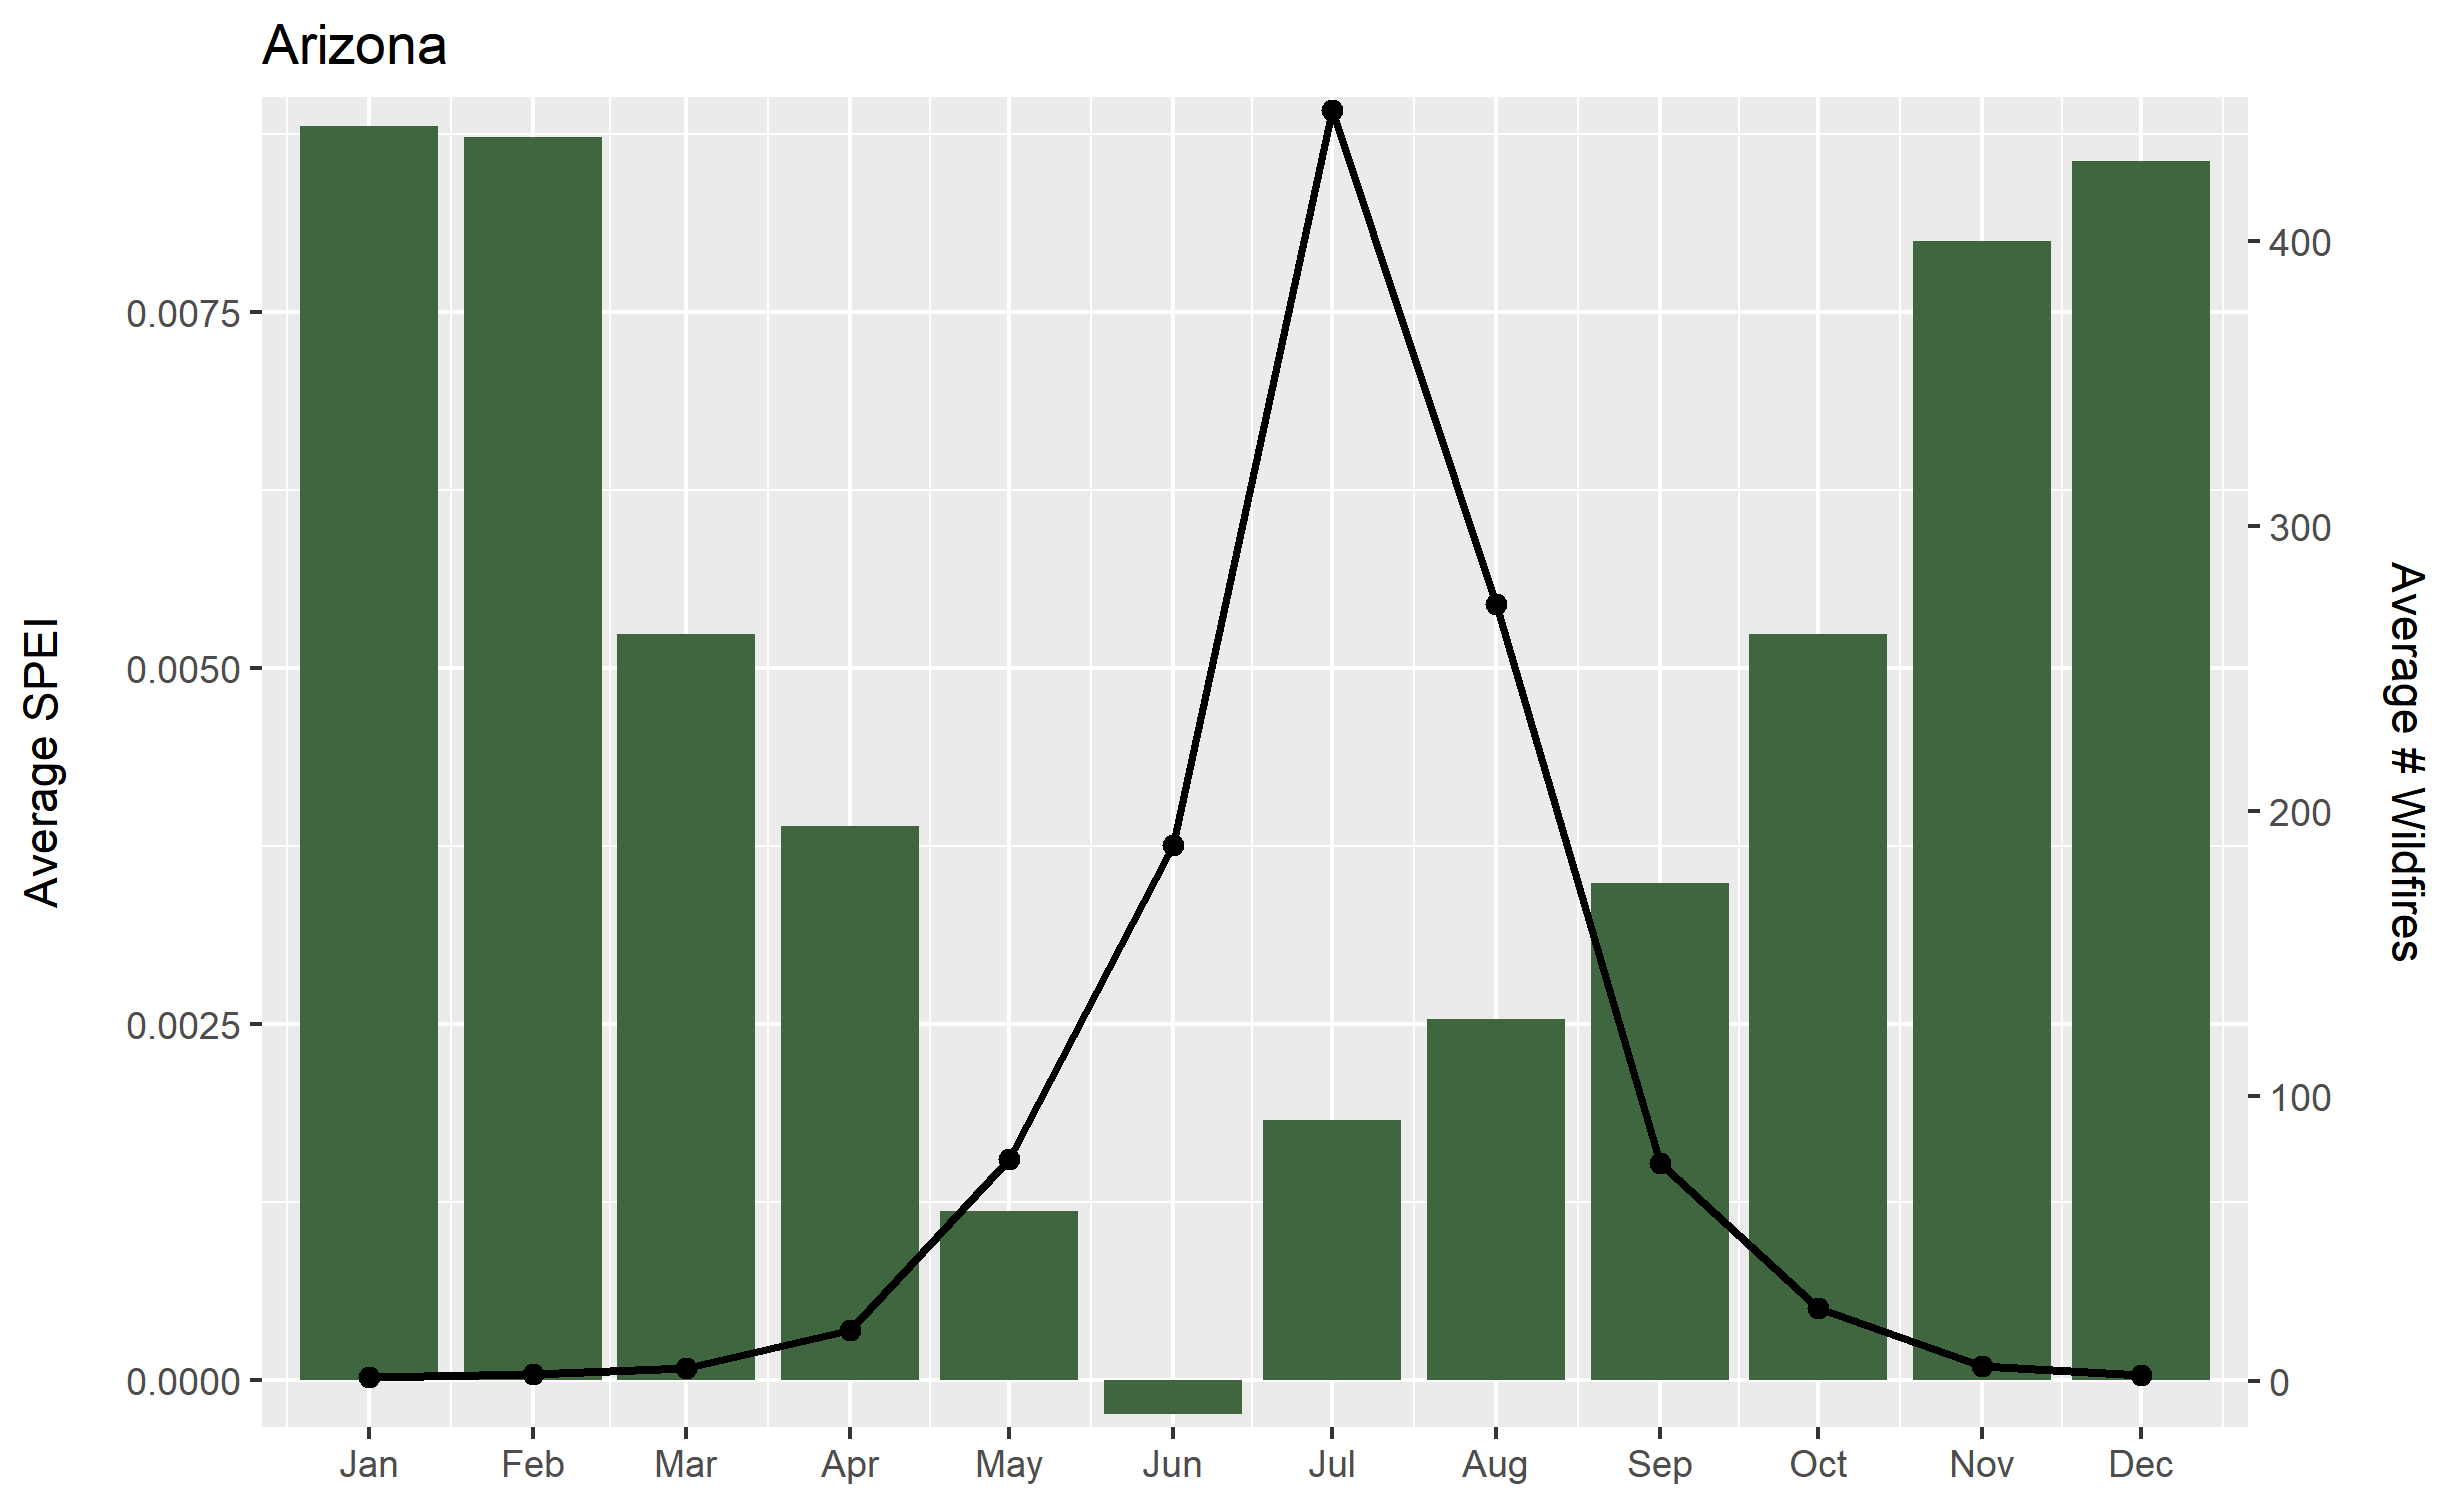 Arizona
Average SPEI
0.0075
0.0050
0.0025
0.0000
400
300
200
100
0
Average # Wildfires
Jan Feb Mar Apr May Jun Jul Aug Sep Oct Nov Dec